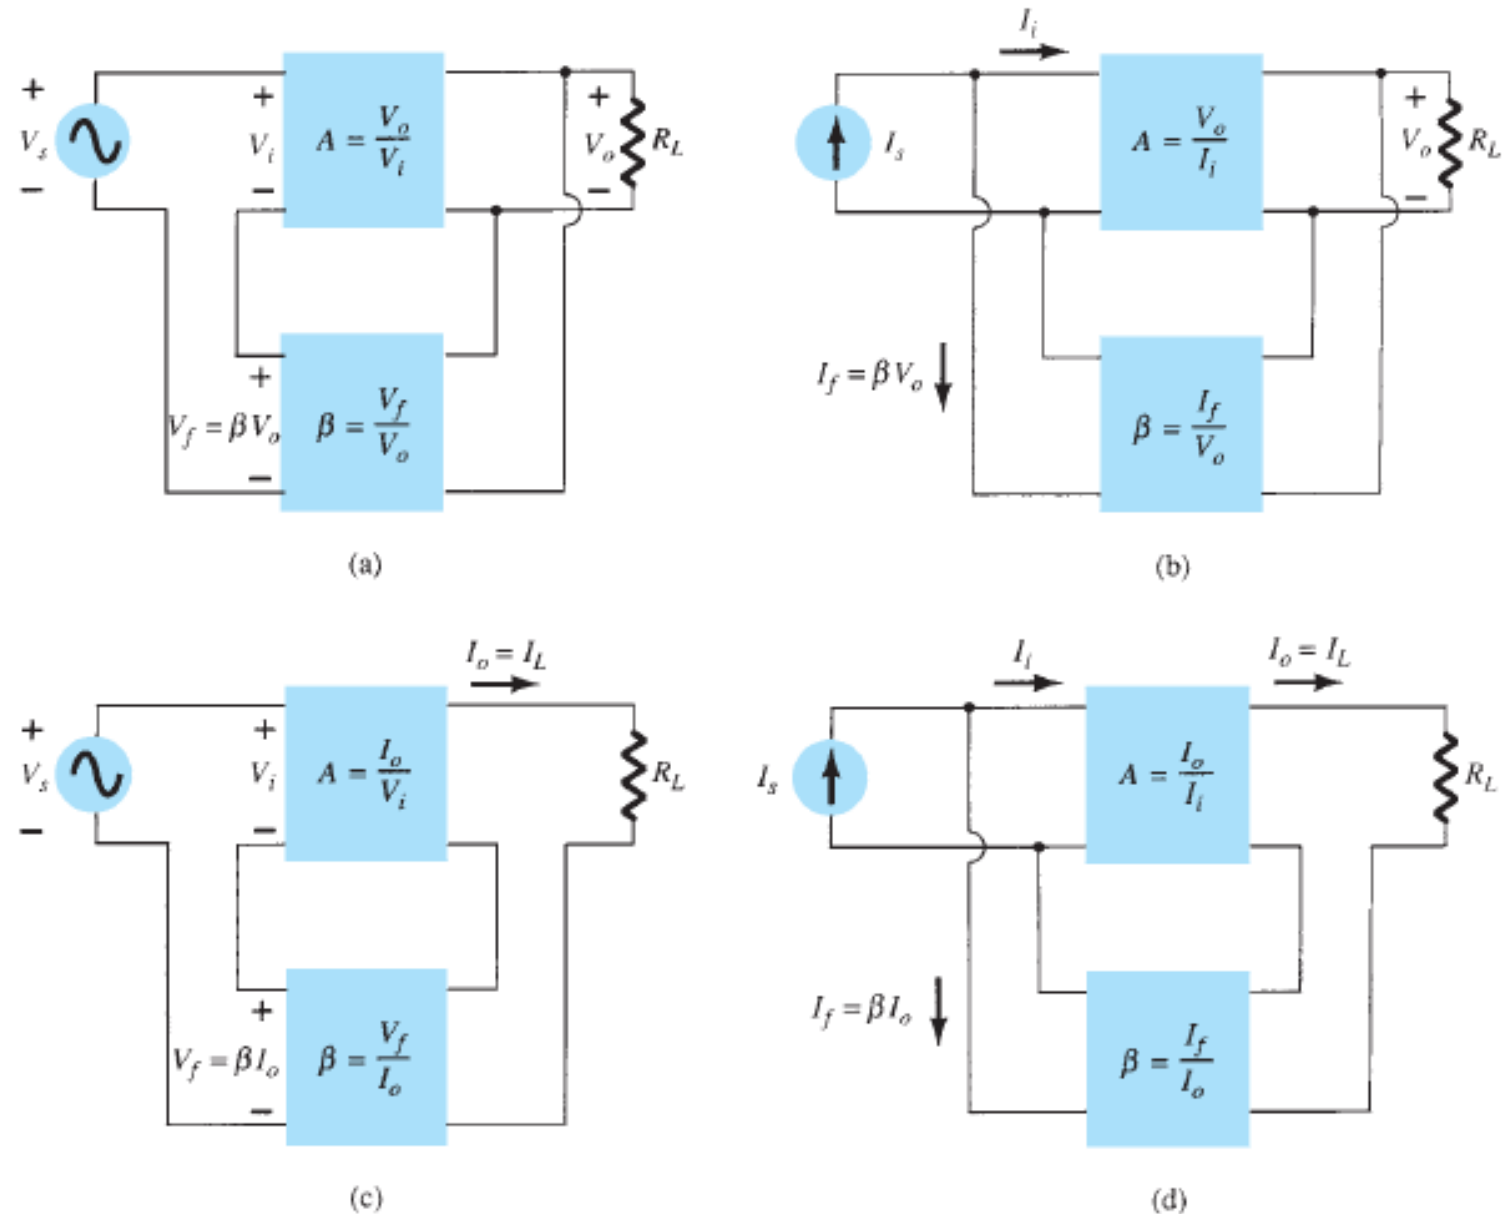 +
V_s
−
+
V_i
−
A = V_o/V_i
+
V_o
−
R_L
+
V_f = βV_o
−
β = V_f/V_o
(a)
I_i
I_s
A = V_o/I_i
+
V_o
−
R_L
I_f = βV_o
β = I_f/V_o
(b)
I_o = I_L
+
V_s
−
+
V_i
−
A = I_o/V_i
R_L
+
V_f = βI_o
−
β = V_f/I_o
(c)
I_i
I_o = I_L
I_s
A = I_o/I_i
R_L
I_f = βI_o
β = I_f/I_o
(d)